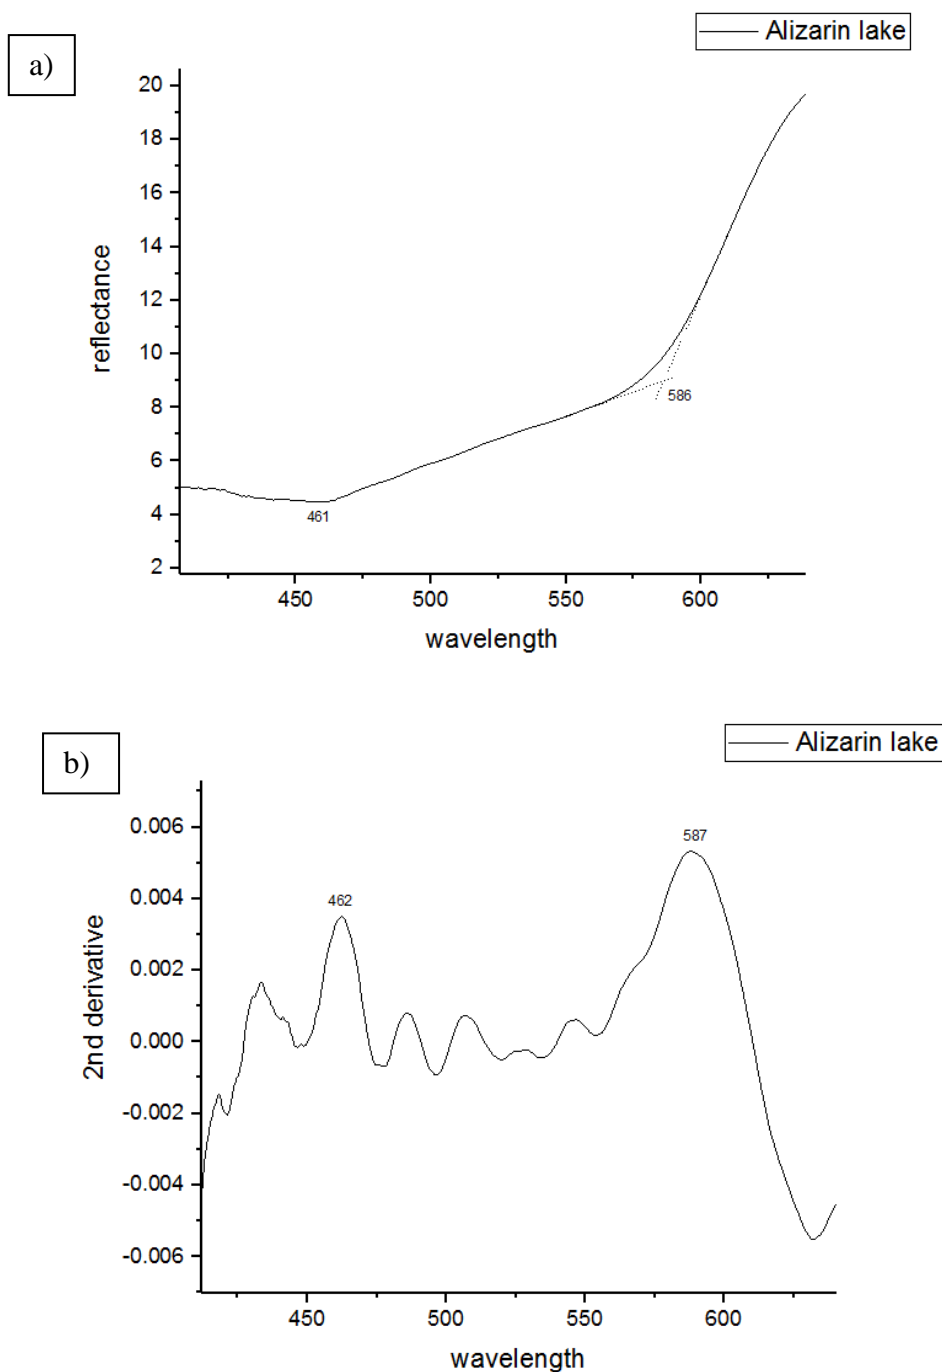 a)
Alizarin lake
20
18
16
14
12
10
8
6
4
2
reflectance
586
461
450 500 550 600
wavelength
b)
Alizarin lake
0.006
0.004
0.002
0.000
-0.002
-0.004
-0.006
2nd derivative
587
462
450 500 550 600
wavelength